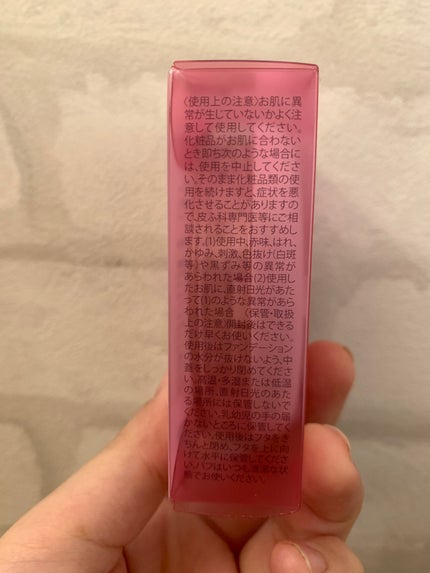 〈使用上の注意〉お肌に異
常が生じていないかよく注
意して使用してください。
化粧品がお肌に合わない
とき即ち次のような場合に
は、使用を中止してくださ
い。そのまま化粧品類の使
用を続けますと、症状を悪
化させることがありますの
で、皮ふ科専門医等にご相
談されることをおすすめしま
す。(1)使用中、赤味、はれ、
かゆみ、刺激、色抜け(白斑
等)や黒ずみ等の異常が
あらわれた場合(2)使用し
たお肌に、直射日光があた
って(1)のような異常があら
われた場合 〈保管・取扱
上の注意〉開封後はできる
だけ早くお使いください。
使用後はファンデーション
の水分が抜けないよう、中
蓋をしっかり閉めてくださ
い。高温・多湿または低温
の場所、直射日光のあた
る場所には保管しないで
ください。乳幼児の手の届
かないところに保管してくだ
さい。使用後はフタをき
ちんと閉め、フタを上に向
けて水平に保管してくださ
い。パフはいつも清潔な状
態でお使いください。